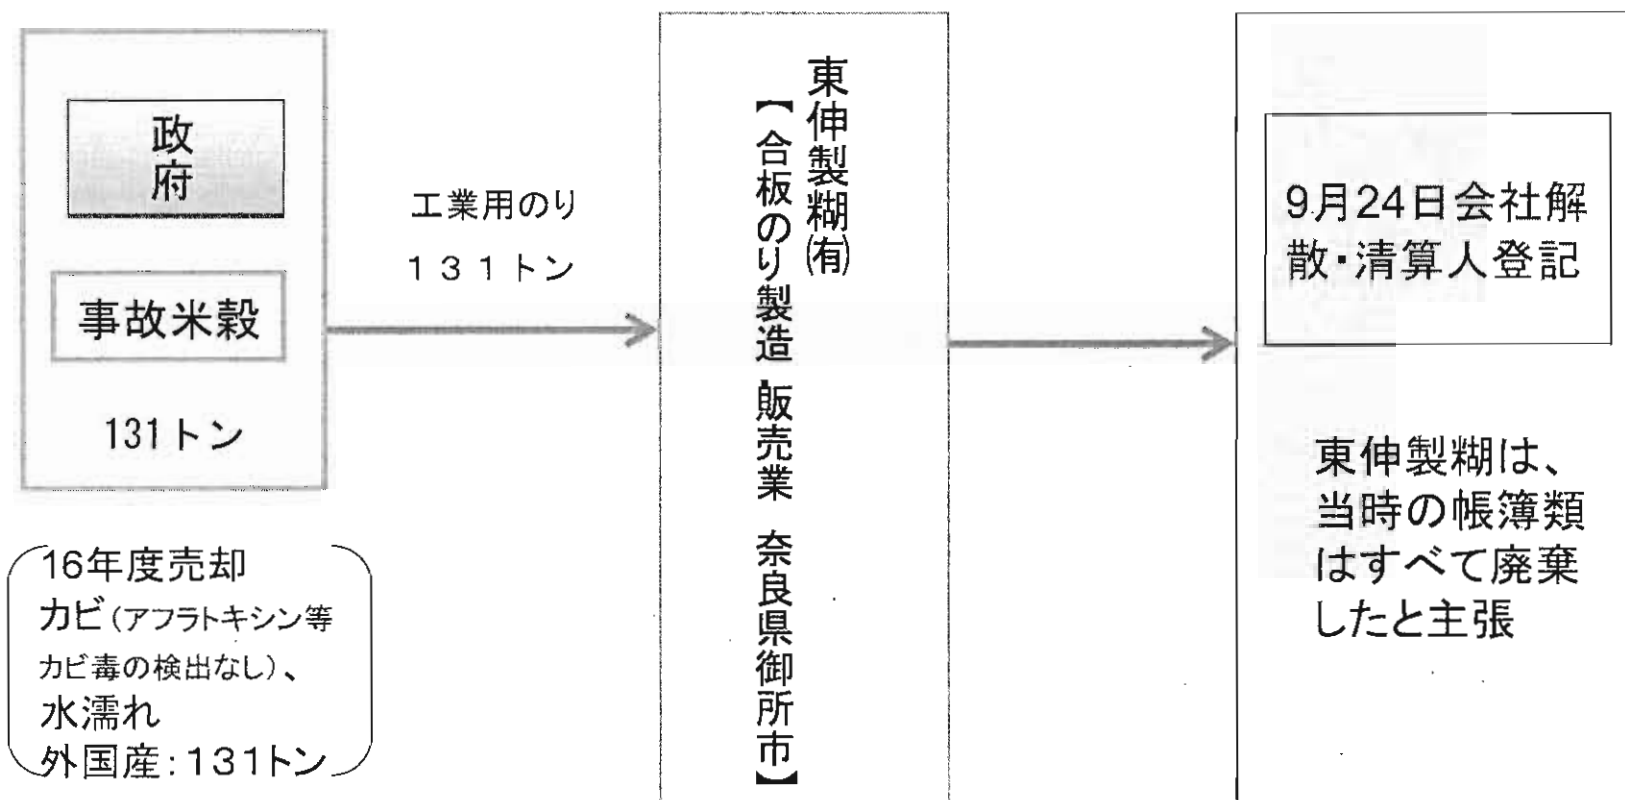 政府
事故米穀
131トン
16年度売却
カビ(アフラトキシン等
カビ毒の検出なし)、
水濡れ
外国産:131トン
工業用のり
131トン
東伸製糊㈲
【合板のり製造・販売業 奈良県御所市】
9月24日会社解
散・清算人登記
東伸製糊は、
当時の帳簿類
はすべて廃棄
したと主張